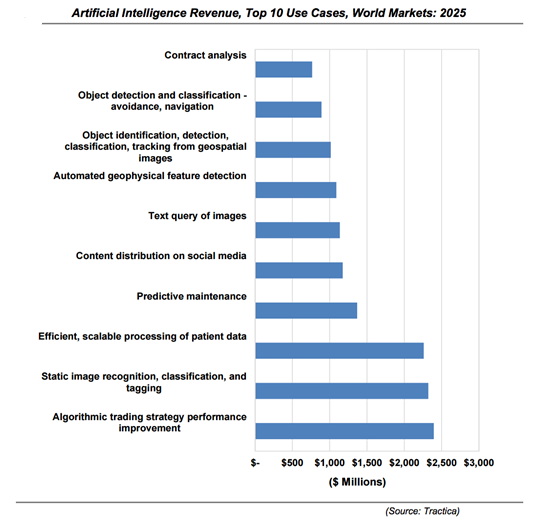 Artificial Intelligence Revenue, Top 10 Use Cases, World Markets: 2025
Contract analysis
Object detection and classification -
avoidance, navigation
Object identification, detection,
classification, tracking from geospatial
images
Automated geophysical feature detection
Text query of images
Content distribution on social media
Predictive maintenance
Efficient, scalable processing of patient data
Static image recognition, classification, and
tagging
Algorithmic trading strategy performance
improvement
$- $500 $1,000 $1,500 $2,000 $2,500 $3,000
($ Millions)
(Source: Tractica)